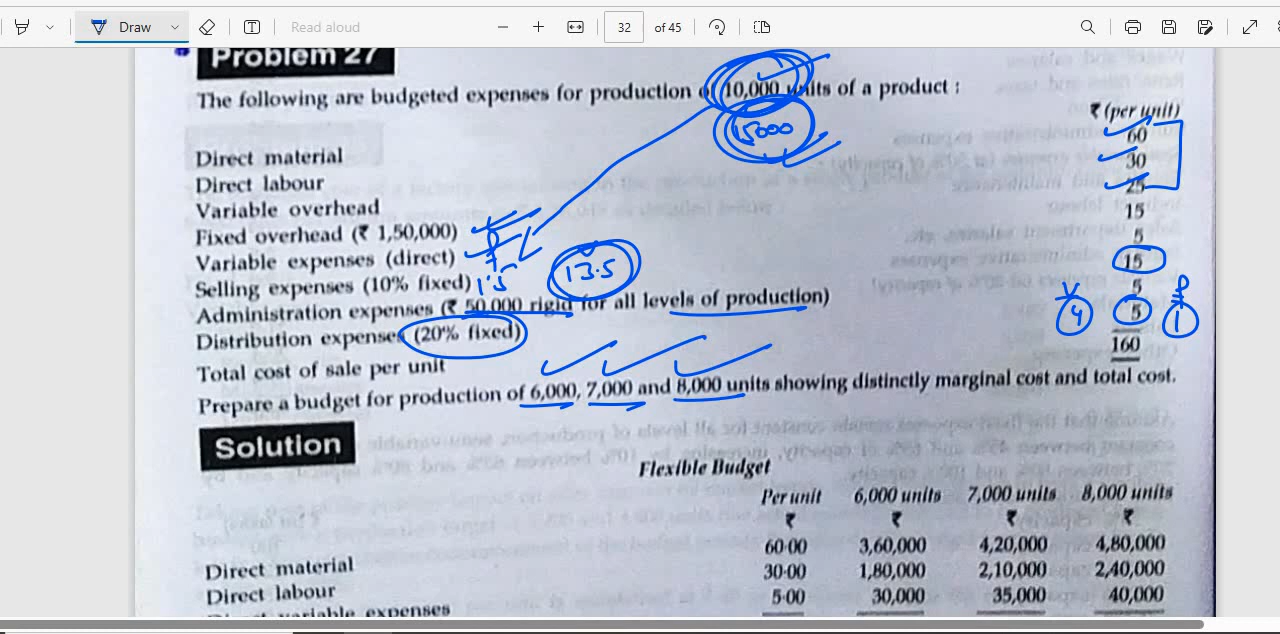 Draw
Read aloud
32 of 45
Problem 27
The following are budgeted expenses for production of 10,000 units of a product :
15000
₹ (per unit)
Direct material 60
Direct labour 30
Variable overhead 25
Fixed overhead (₹ 1,50,000) 15
Variable expenses (direct) 5
Selling expenses (10% fixed) 1.5 13.5 15
Administration expenses (₹ 50,000 rigid for all levels of production) 5
Distribution expenses (20% fixed) V 4 5 F 1
Total cost of sale per unit 160
Prepare a budget for production of 6,000, 7,000 and 8,000 units showing distinctly marginal cost and total cost.
Solution
Flexible Budget
Per unit 6,000 units 7,000 units 8,000 units
₹ ₹ ₹ ₹
Direct material 60·00 3,60,000 4,20,000 4,80,000
Direct labour 30·00 1,80,000 2,10,000 2,40,000
variable expenses 5·00 30,000 35,000 40,000